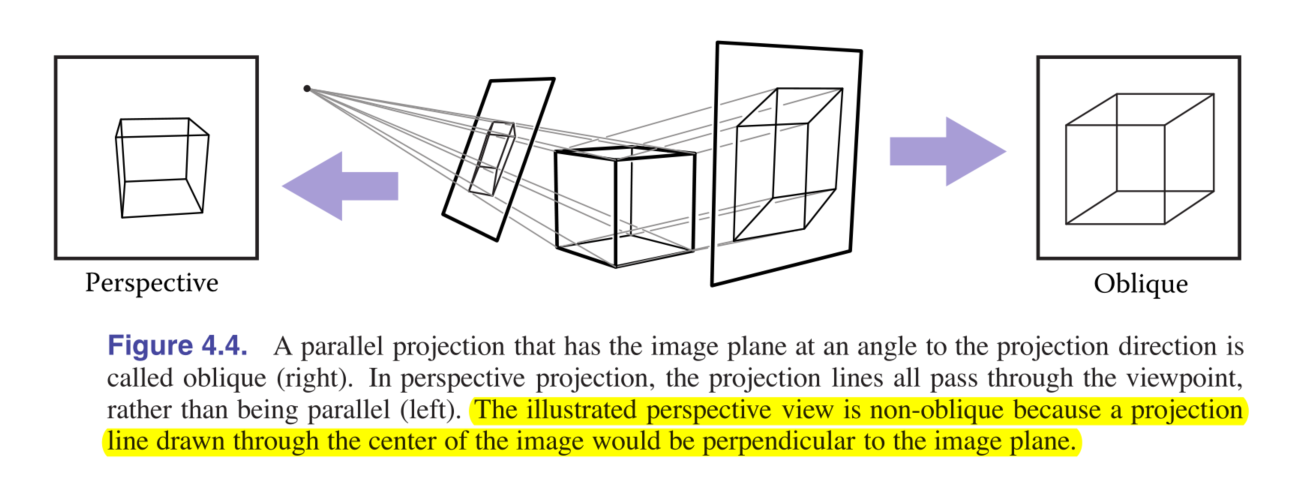 Perspective
Oblique
Figure 4.4. A parallel projection that has the image plane at an angle to the projection direction is
called oblique (right). In perspective projection, the projection lines all pass through the viewpoint,
rather than being parallel (left). The illustrated perspective view is non-oblique because a projection
line drawn through the center of the image would be perpendicular to the image plane.